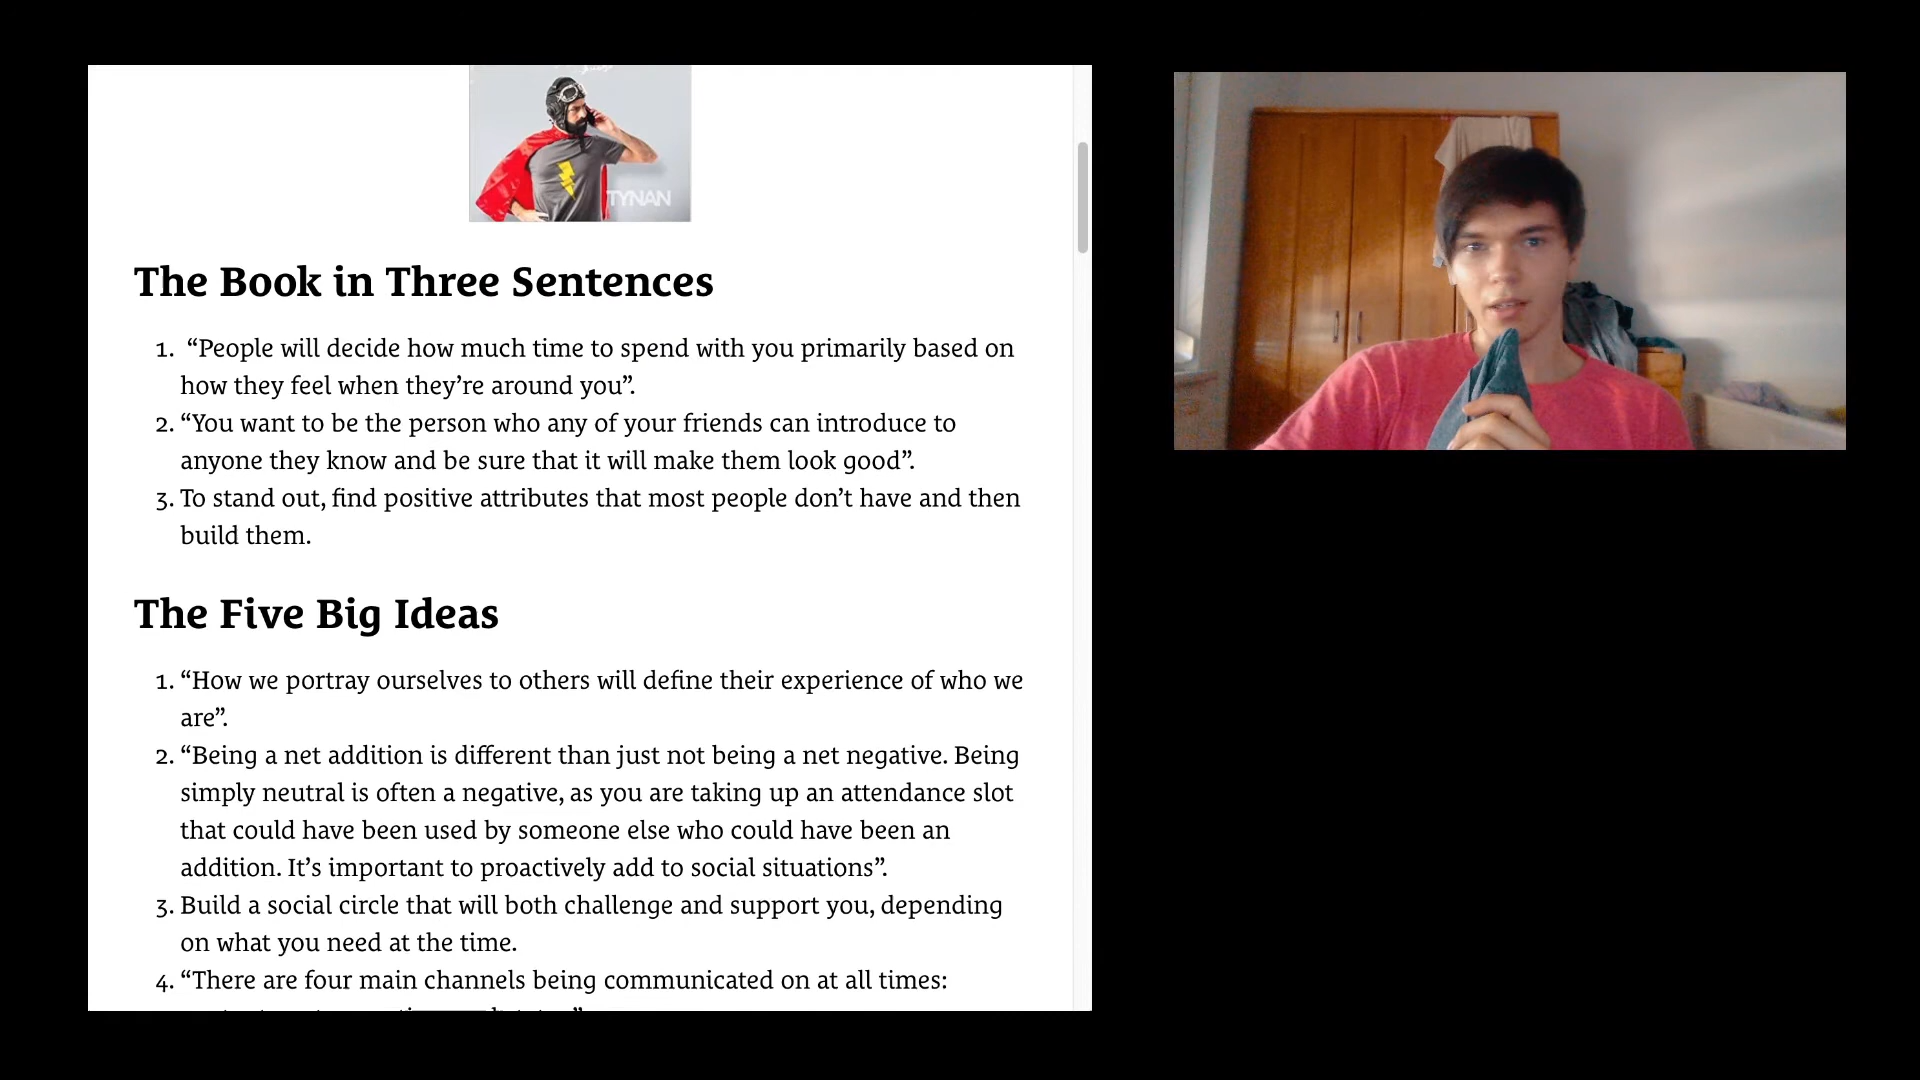 TYNAN
The Book in Three Sentences
1. “People will decide how much time to spend with you primarily based on
how they feel when they’re around you”.
2. “You want to be the person who any of your friends can introduce to
anyone they know and be sure that it will make them look good”.
3. To stand out, find positive attributes that most people don’t have and then
build them.
The Five Big Ideas
1. “How we portray ourselves to others will define their experience of who we
are”.
2. “Being a net addition is different than just not being a net negative. Being
simply neutral is often a negative, as you are taking up an attendance slot
that could have been used by someone else who could have been an
addition. It’s important to proactively add to social situations”.
3. Build a social circle that will both challenge and support you, depending
on what you need at the time.
4. “There are four main channels being communicated on at all times: